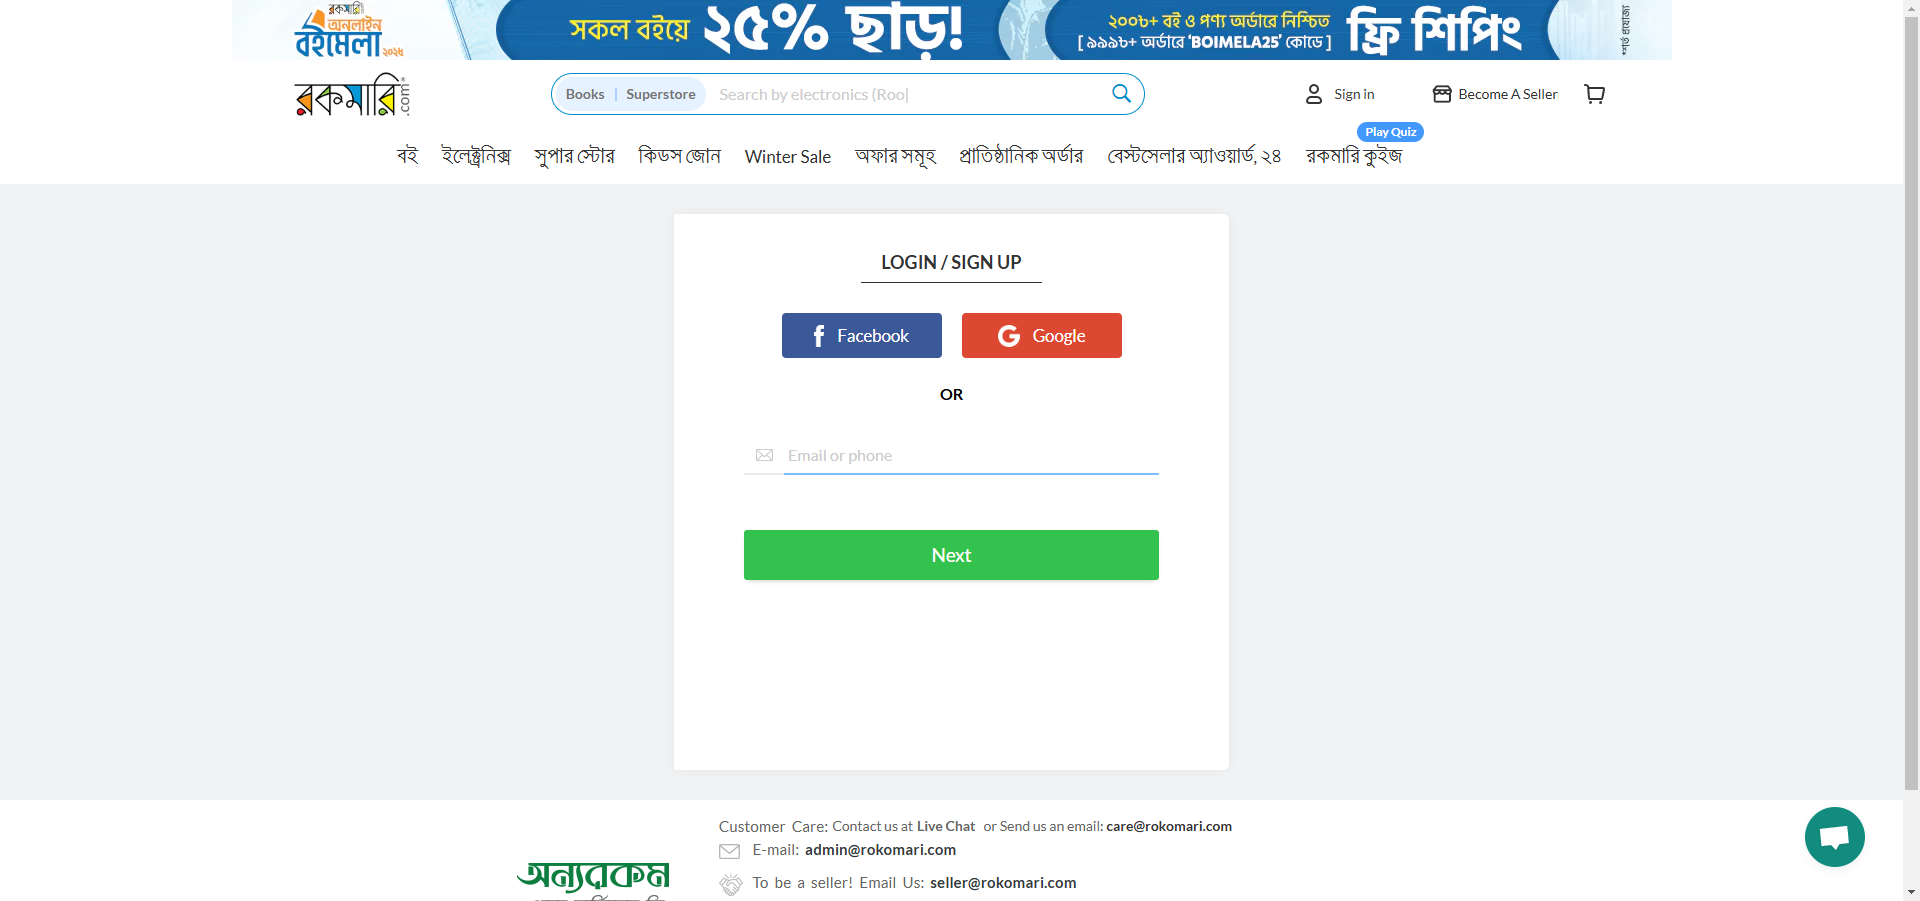 রকমারি
অনলাইন
বইমেলা ২০২৫
সকল বইয়ে ২৫% ছাড়!
২০০৳+ বই ও পণ্য অর্ডারে নিশ্চিত
[ ৯৯৯৳+ অর্ডারে ‘BOIMELA25’ কোডে ]
ফ্রি শিপিং
*শর্ত প্রযোজ্য
রকমারি.com
Books | Superstore
Search by electronics (Roo|
Sign in
Become A Seller
Play Quiz
বই
ইলেক্ট্রনিক্স
সুপার স্টোর
কিডস জোন
Winter Sale
অফার সমূহ
প্রাতিষ্ঠানিক অর্ডার
বেস্টসেলার অ্যাওয়ার্ড, ২৪
রকমারি কুইজ
LOGIN / SIGN UP
Facebook
Google
OR
Email or phone
Next
Customer Care: Contact us at Live Chat or Send us an email: care@rokomari.com
E-mail: admin@rokomari.com
অন্যরকম
To be a seller! Email Us: seller@rokomari.com